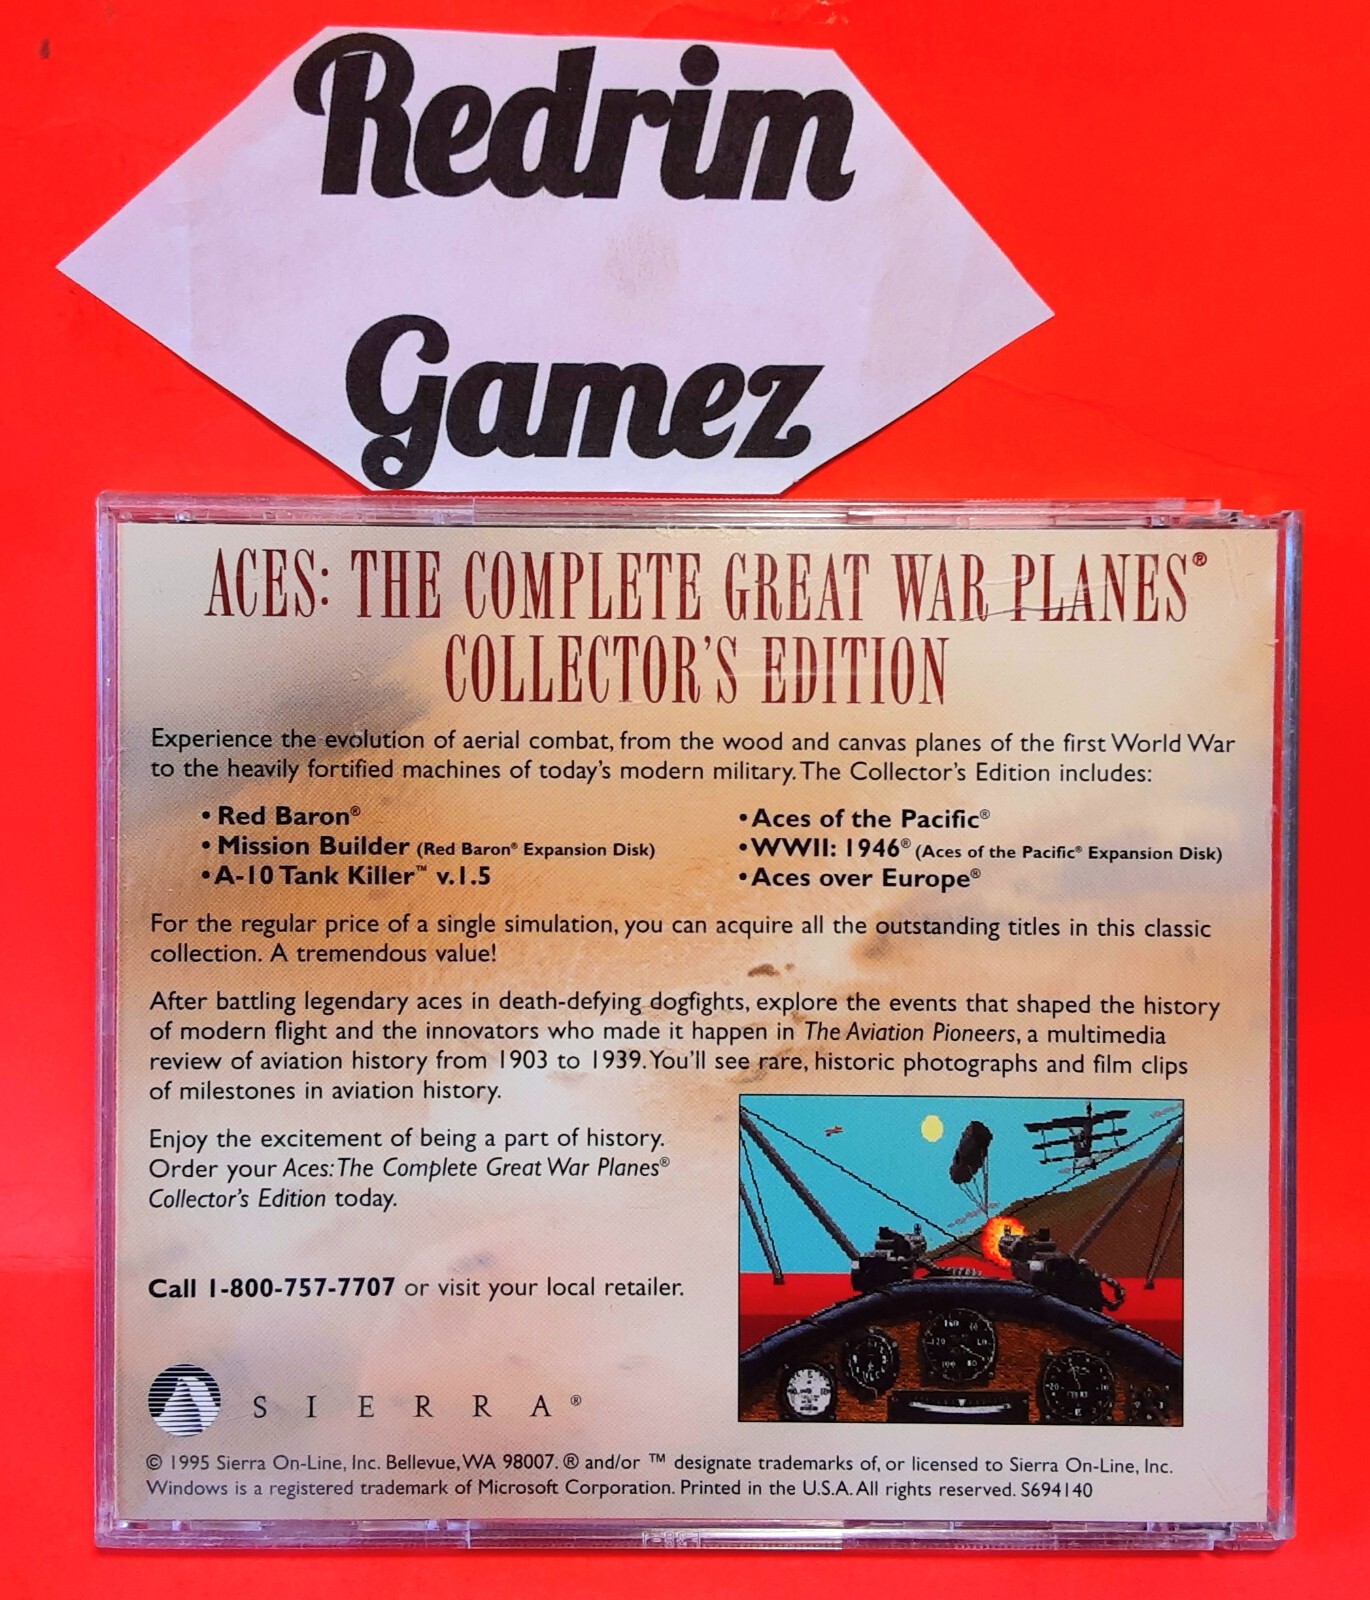 Redrim
Gamez
ACES: THE COMPLETE GREAT WAR PLANES®
COLLECTOR'S EDITION
Experience the evolution of aerial combat, from the wood and canvas planes of the first World War
to the heavily fortified machines of today's modern military. The Collector's Edition includes:
• Red Baron®
• Mission Builder (Red Baron® Expansion Disk)
• A-10 Tank Killer™ v.1.5
• Aces of the Pacific®
• WWII: 1946® (Aces of the Pacific® Expansion Disk)
• Aces over Europe®
For the regular price of a single simulation, you can acquire all the outstanding titles in this classic
collection. A tremendous value!
After battling legendary aces in death-defying dogfights, explore the events that shaped the history
of modern flight and the innovators who made it happen in The Aviation Pioneers, a multimedia
review of aviation history from 1903 to 1939. You'll see rare, historic photographs and film clips
of milestones in aviation history.
Enjoy the excitement of being a part of history.
Order your Aces: The Complete Great War Planes®
Collector's Edition today.
Call 1-800-757-7707 or visit your local retailer.
SIERRA®
© 1995 Sierra On-Line, Inc. Bellevue, WA 98007. ® and/or ™ designate trademarks of, or licensed to Sierra On-Line, Inc.
Windows is a registered trademark of Microsoft Corporation. Printed in the U.S.A. All rights reserved. S694140